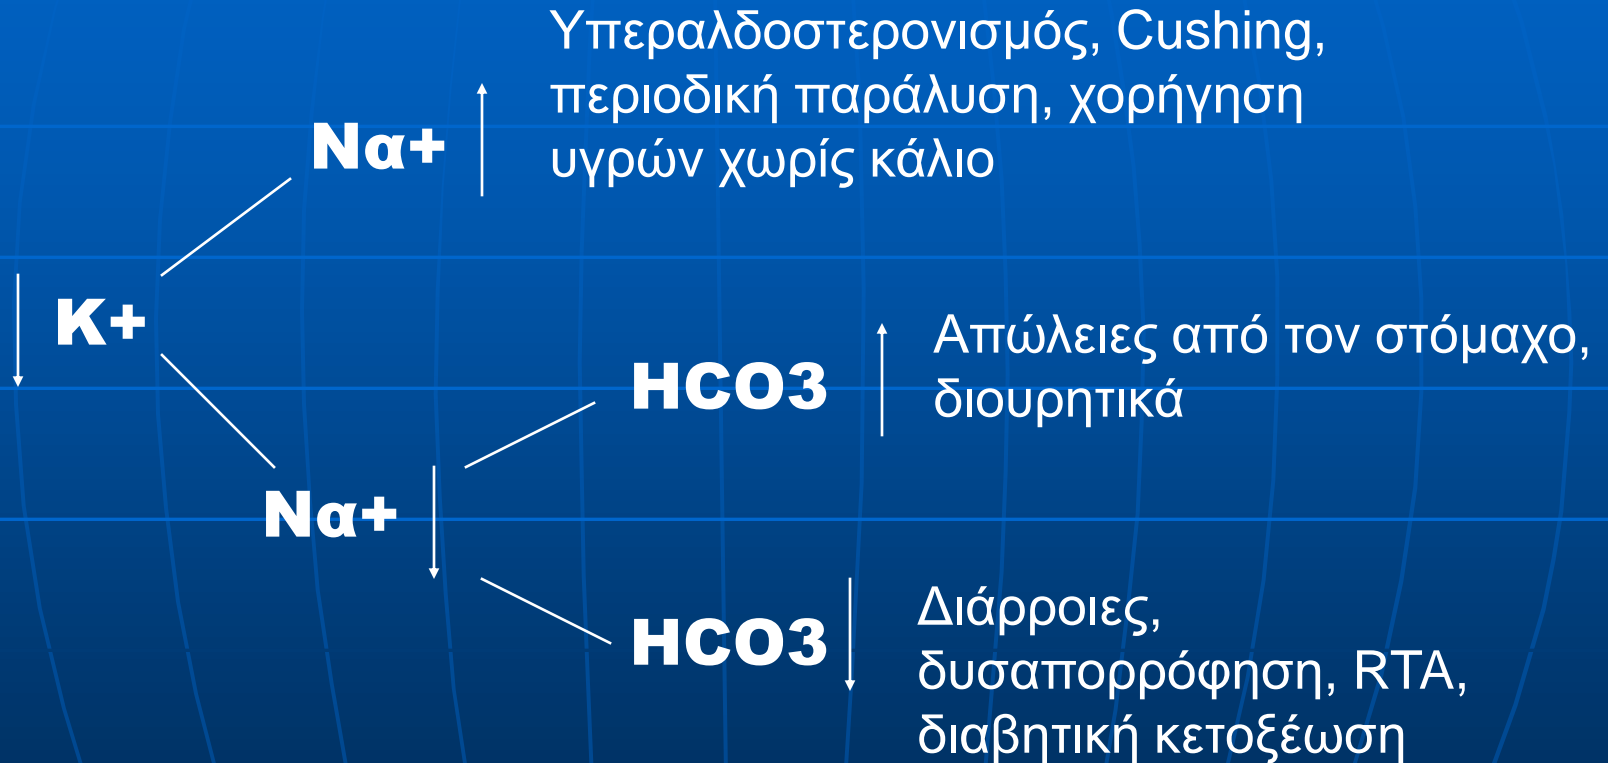 Υπεραλδοστερονισμός, Cushing,
περιοδική παράλυση, χορήγηση
υγρών χωρίς κάλιο
Να+
Κ+
HCO3
Απώλειες από τον στόμαχο,
διουρητικά
Να+
HCO3
Διάρροιες,
δυσαπορρόφηση, RTA,
διαβητική κετοξέωση